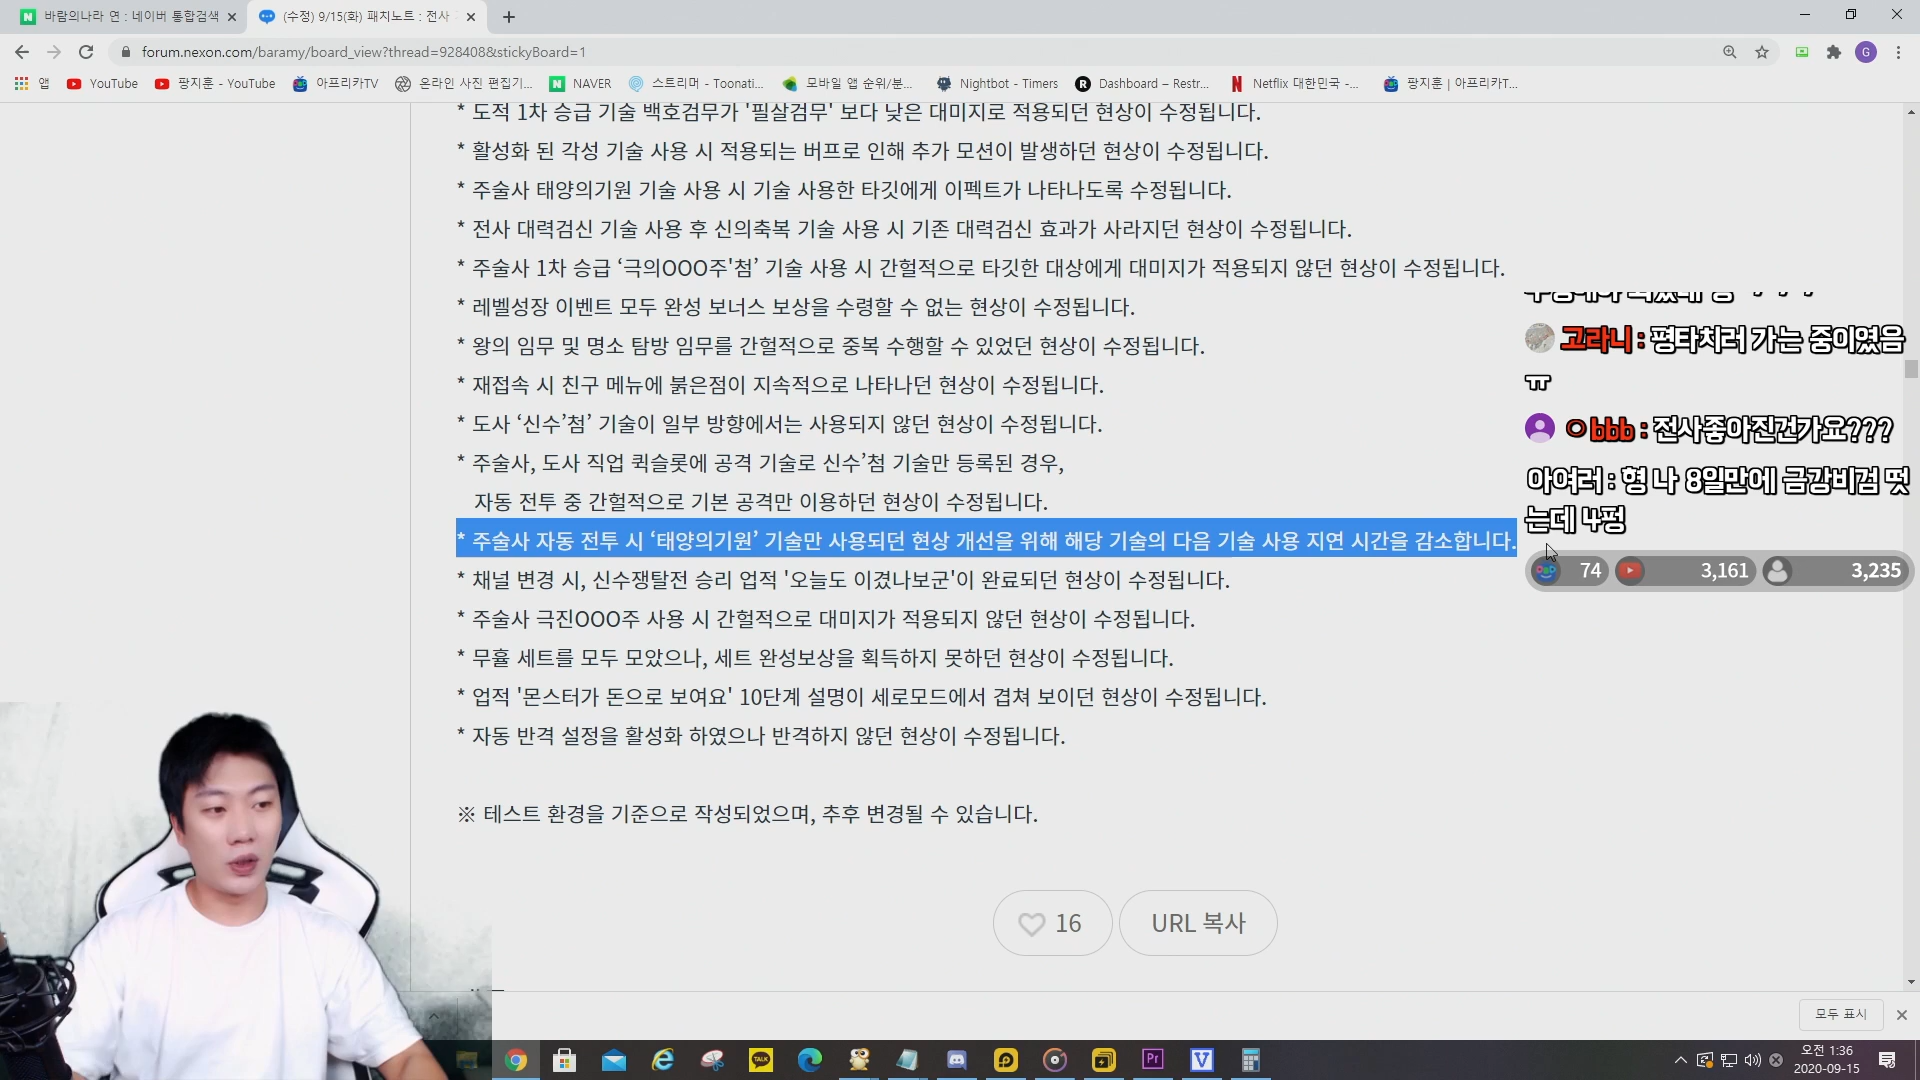 바람의나라 연 : 네이버 통합검색
(수정) 9/15(화) 패치노트 : 전사
forum.nexon.com/baramy/board_view?thread=928408&stickyBoard=1
G
앱
YouTube
팡지훈 - YouTube
아프리카TV
온라인 사진 편집기...
NAVER
스트리머 - Toonati...
모바일 앱 순위/분...
Nightbot - Timers
Dashboard – Restr...
Netflix 대한민국 -...
팡지훈 | 아프리카T...
* 도적 1차 승급 기술 백호검무가 '필살검무' 보다 낮은 대미지로 적용되던 현상이 수정됩니다.
* 활성화 된 각성 기술 사용 시 적용되는 버프로 인해 추가 모션이 발생하던 현상이 수정됩니다.
* 주술사 태양의기원 기술 사용 시 기술 사용한 타깃에게 이펙트가 나타나도록 수정됩니다.
* 전사 대력검신 기술 사용 후 신의축복 기술 사용 시 기존 대력검신 효과가 사라지던 현상이 수정됩니다.
* 주술사 1차 승급 ‘극의OOO주'첨’ 기술 사용 시 간헐적으로 타깃한 대상에게 대미지가 적용되지 않던 현상이 수정됩니다.
* 레벨성장 이벤트 모두 완성 보너스 보상을 수령할 수 없는 현상이 수정됩니다.
* 왕의 임무 및 명소 탐방 임무를 간헐적으로 중복 수행할 수 있었던 현상이 수정됩니다.
* 재접속 시 친구 메뉴에 붉은점이 지속적으로 나타나던 현상이 수정됩니다.
* 도사 ‘신수’첨’ 기술이 일부 방향에서는 사용되지 않던 현상이 수정됩니다.
* 주술사, 도사 직업 퀵슬롯에 공격 기술로 신수’첨 기술만 등록된 경우,
자동 전투 중 간헐적으로 기본 공격만 이용하던 현상이 수정됩니다.
* 주술사 자동 전투 시 ‘태양의기원’ 기술만 사용되던 현상 개선을 위해 해당 기술의 다음 기술 사용 지연 시간을 감소합니다.
* 채널 변경 시, 신수쟁탈전 승리 업적 '오늘도 이겼나보군'이 완료되던 현상이 수정됩니다.
* 주술사 극진OOO주 사용 시 간헐적으로 대미지가 적용되지 않던 현상이 수정됩니다.
* 무휼 세트를 모두 모았으나, 세트 완성보상을 획득하지 못하던 현상이 수정됩니다.
* 업적 '몬스터가 돈으로 보여요' 10단계 설명이 세로모드에서 겹쳐 보이던 현상이 수정됩니다.
* 자동 반격 설정을 활성화 하였으나 반격하지 않던 현상이 수정됩니다.
※ 테스트 환경을 기준으로 작성되었으며, 추후 변경될 수 있습니다.
16
URL 복사
고라니 : 평타치러 가는 중이였음
ㅠ
ㅇbbb : 전사좋아진건가요???
아여러 : 형 나 8일만에 금강비검 떳
는데 4평
74
3,161
3,235
모두 표시
TALK
Pr
V
오전 1:36
2020-09-15